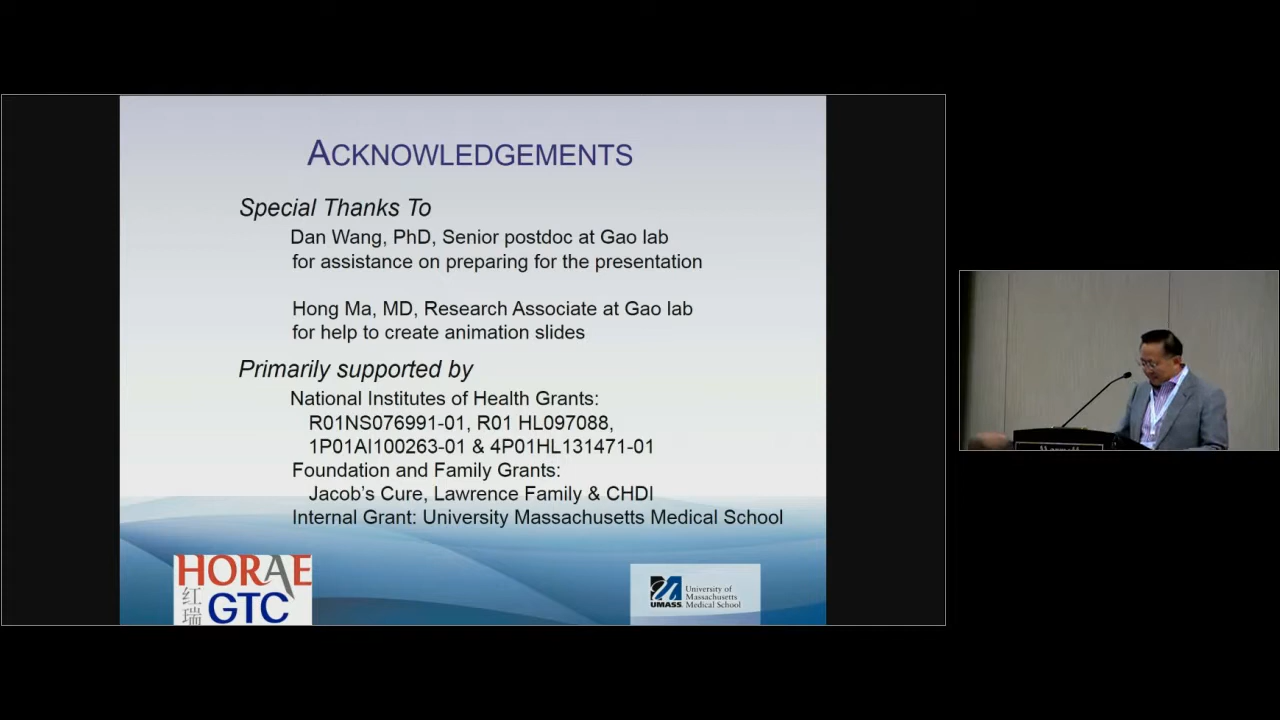 ACKNOWLEDGEMENTS
Special Thanks To
Dan Wang, PhD, Senior postdoc at Gao lab
for assistance on preparing for the presentation
Hong Ma, MD, Research Associate at Gao lab
for help to create animation slides
Primarily supported by
National Institutes of Health Grants:
R01NS076991-01, R01 HL097088,
1P01AI100263-01 & 4P01HL131471-01
Foundation and Family Grants:
Jacob's Cure, Lawrence Family & CHDI
Internal Grant: University Massachusetts Medical School
HORAE
红瑞
GTC
UMASS
University of
Massachusetts
Medical School